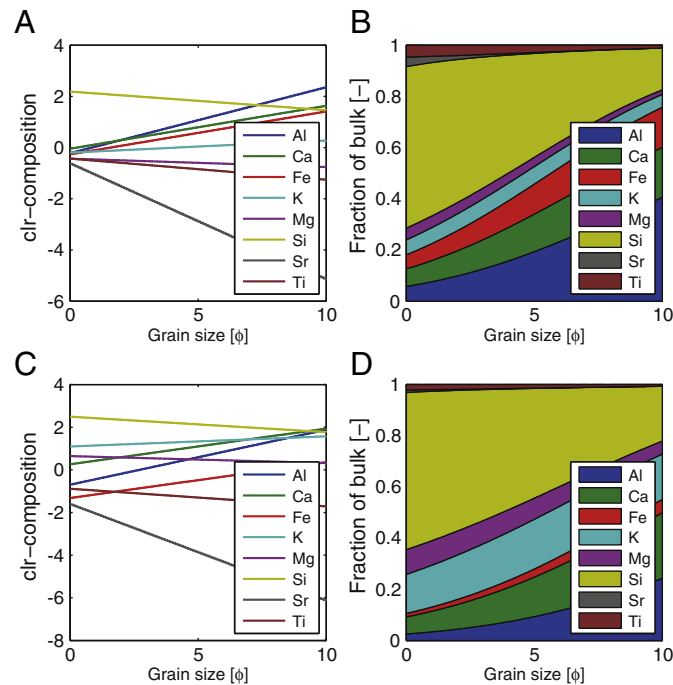 A
clr-composition
4
2
0
-2
-4
-6
0
5
10
Grain size [ϕ]
Al
Ca
Fe
K
Mg
Si
Sr
Ti
B
Fraction of bulk [-]
1
0.8
0.6
0.4
0.2
0
0
5
10
Grain size [ϕ]
Al
Ca
Fe
K
Mg
Si
Sr
Ti
C
clr-composition
4
2
0
-2
-4
-6
-8
0
5
10
Grain size [ϕ]
Al
Ca
Fe
K
Mg
Si
Sr
Ti
D
Fraction of bulk [-]
1
0.8
0.6
0.4
0.2
0
0
5
10
Grain size [ϕ]
Al
Ca
Fe
K
Mg
Si
Sr
Ti